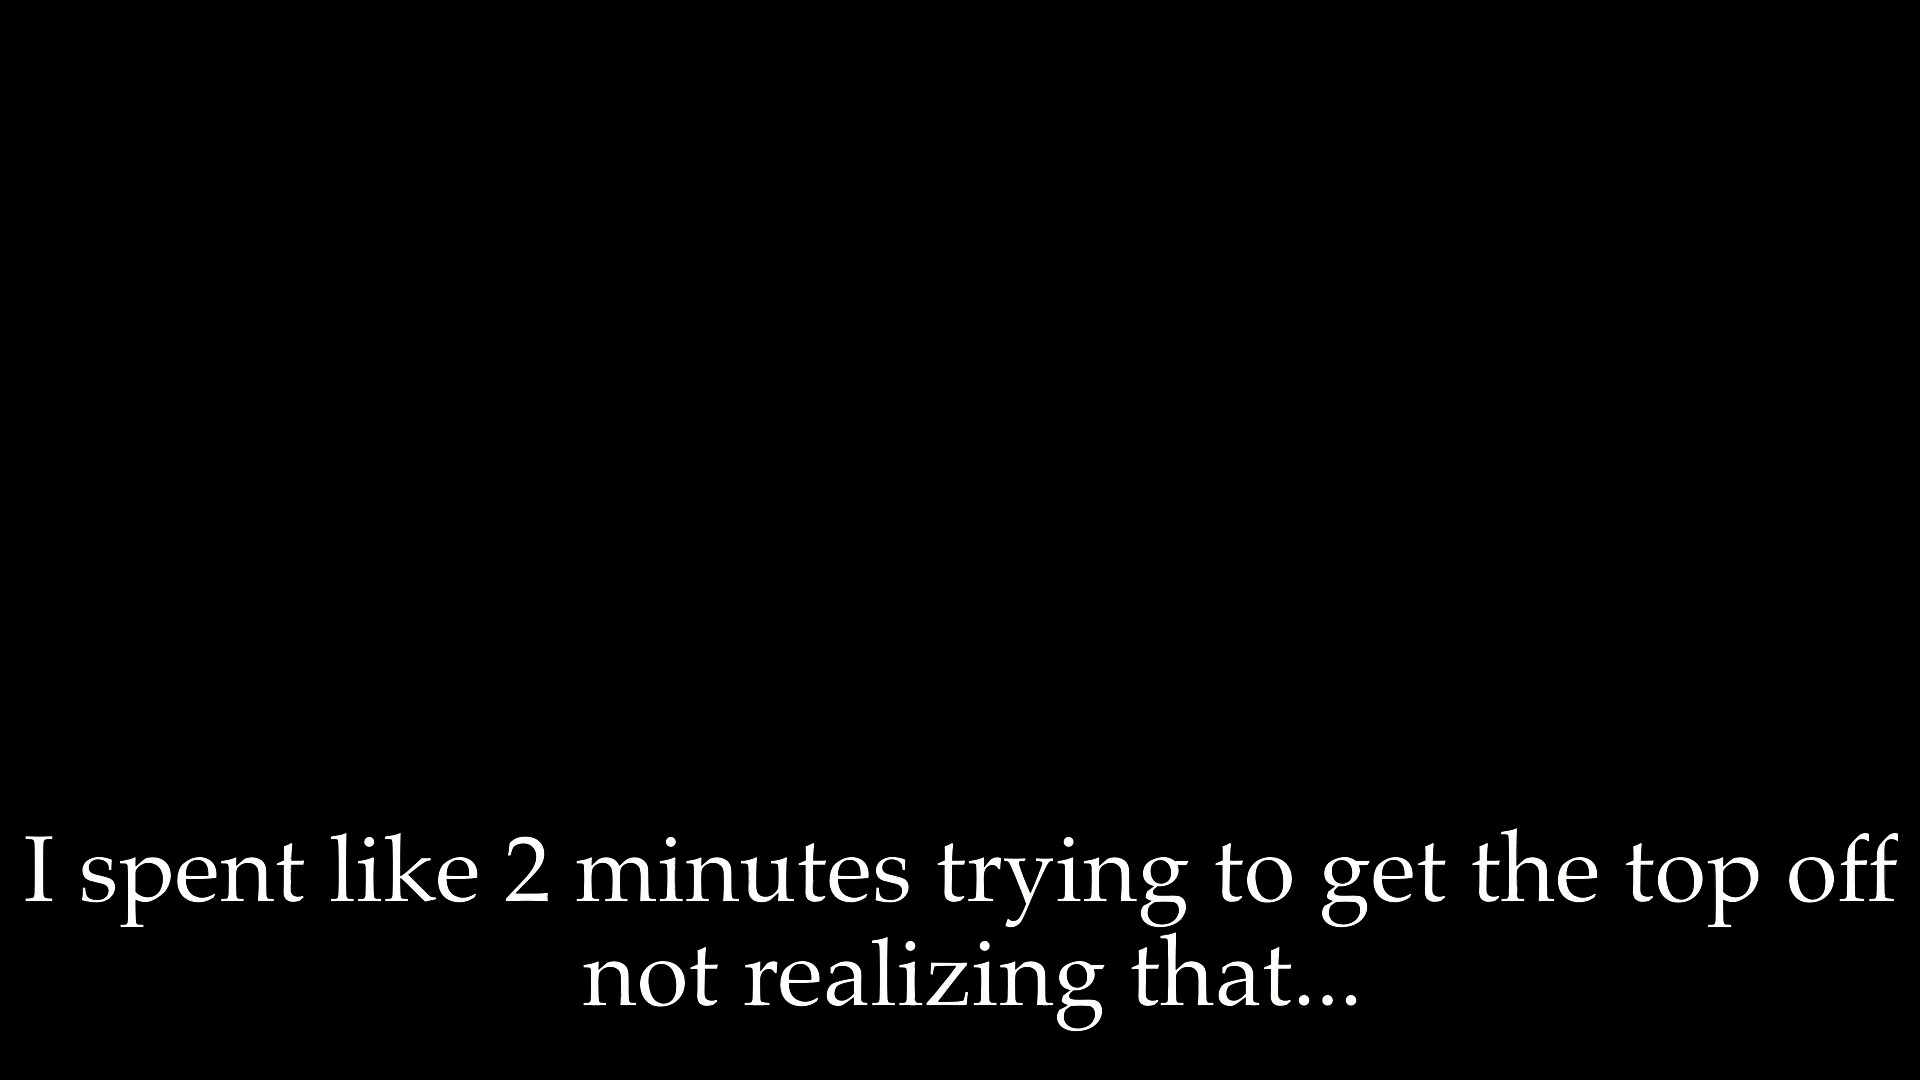 I spent like 2 minutes trying to get the top off
not realizing that...